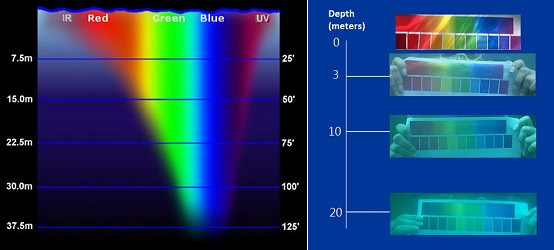 IR Red Green Blue UV
7.5m 25'
15.0m 50'
22.5m 75'
30.0m 100'
37.5m 125'
Depth
(meters)
0
3
10
20